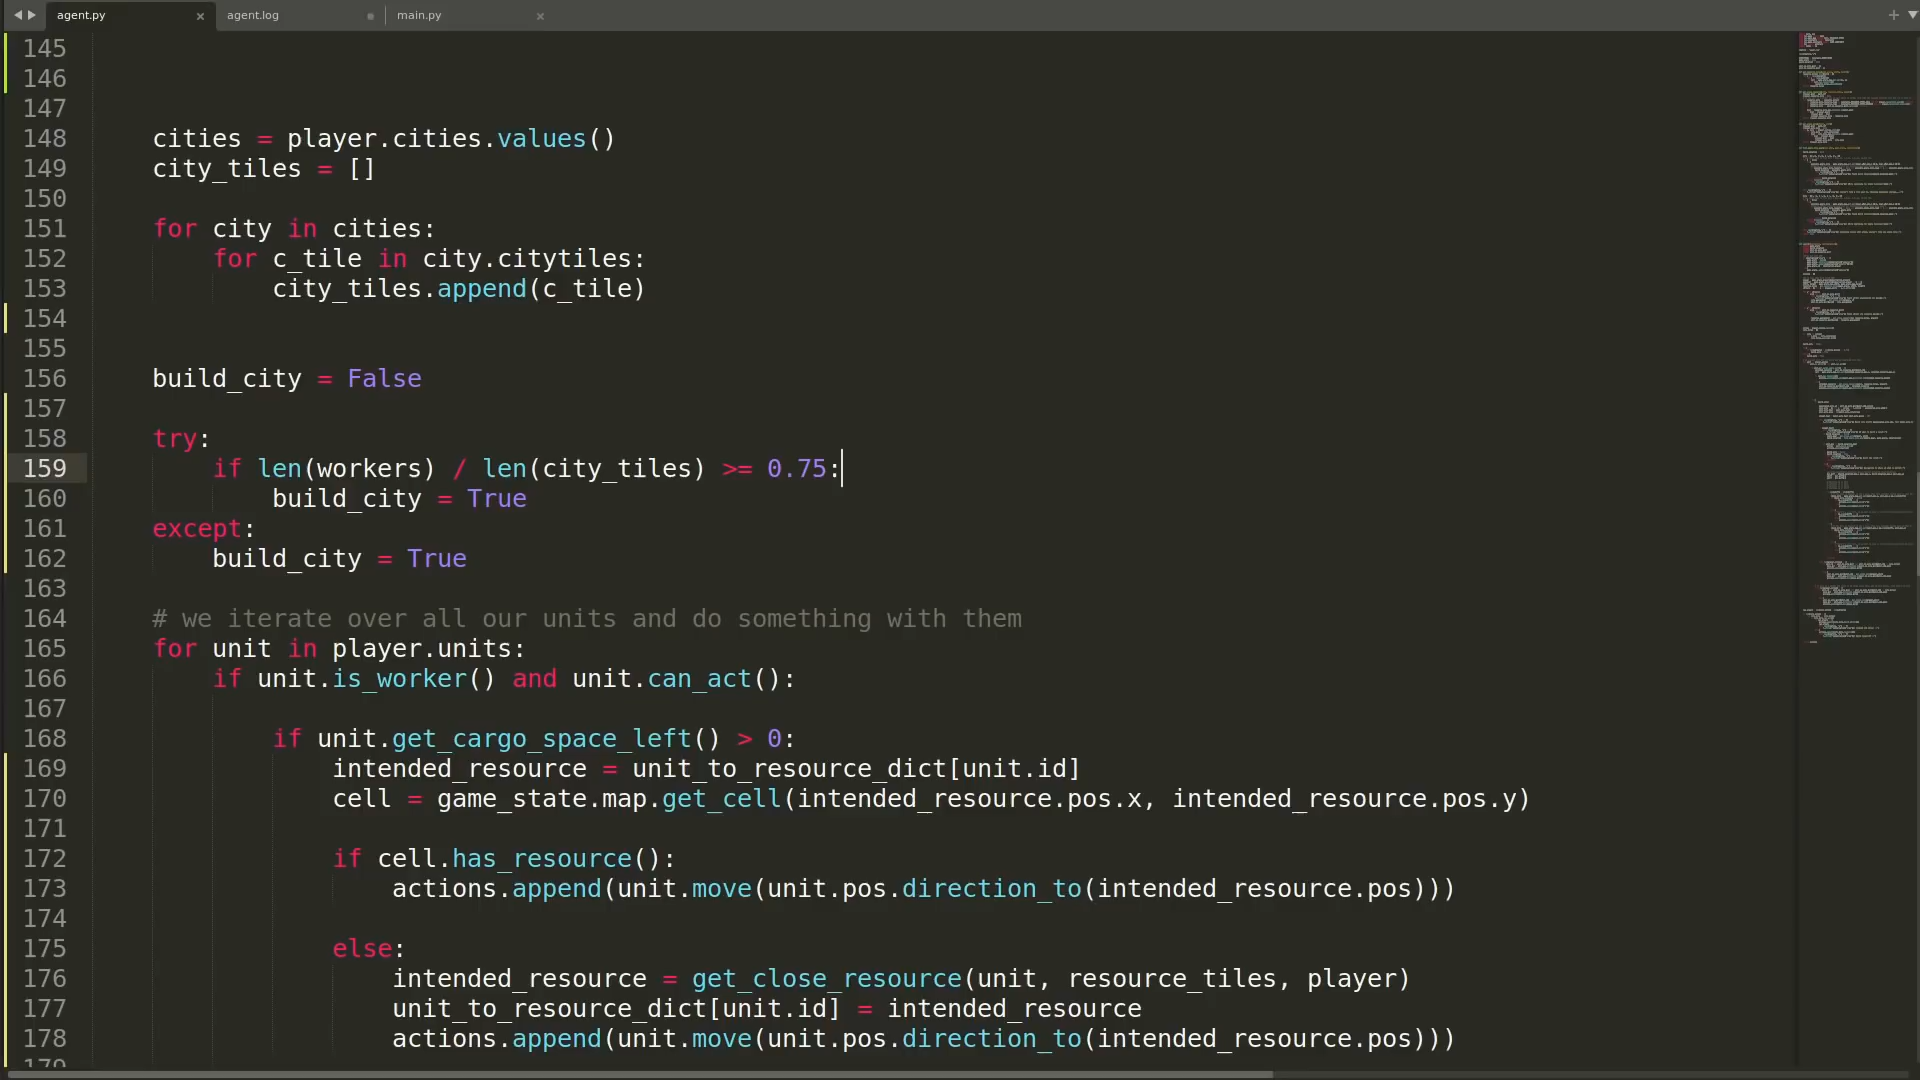 agent.py × agent.log main.py × +
145
146
147
148 cities = player.cities.values()
149 city_tiles = []
150
151 for city in cities:
152 for c_tile in city.citytiles:
153 city_tiles.append(c_tile)
154
155
156 build_city = False
157
158 try:
159 if len(workers) / len(city_tiles) >= 0.75:
160 build_city = True
161 except:
162 build_city = True
163
164 # we iterate over all our units and do something with them
165 for unit in player.units:
166 if unit.is_worker() and unit.can_act():
167
168 if unit.get_cargo_space_left() > 0:
169 intended_resource = unit_to_resource_dict[unit.id]
170 cell = game_state.map.get_cell(intended_resource.pos.x, intended_resource.pos.y)
171
172 if cell.has_resource():
173 actions.append(unit.move(unit.pos.direction_to(intended_resource.pos)))
174
175 else:
176 intended_resource = get_close_resource(unit, resource_tiles, player)
177 unit_to_resource_dict[unit.id] = intended_resource
178 actions.append(unit.move(unit.pos.direction_to(intended_resource.pos)))
179